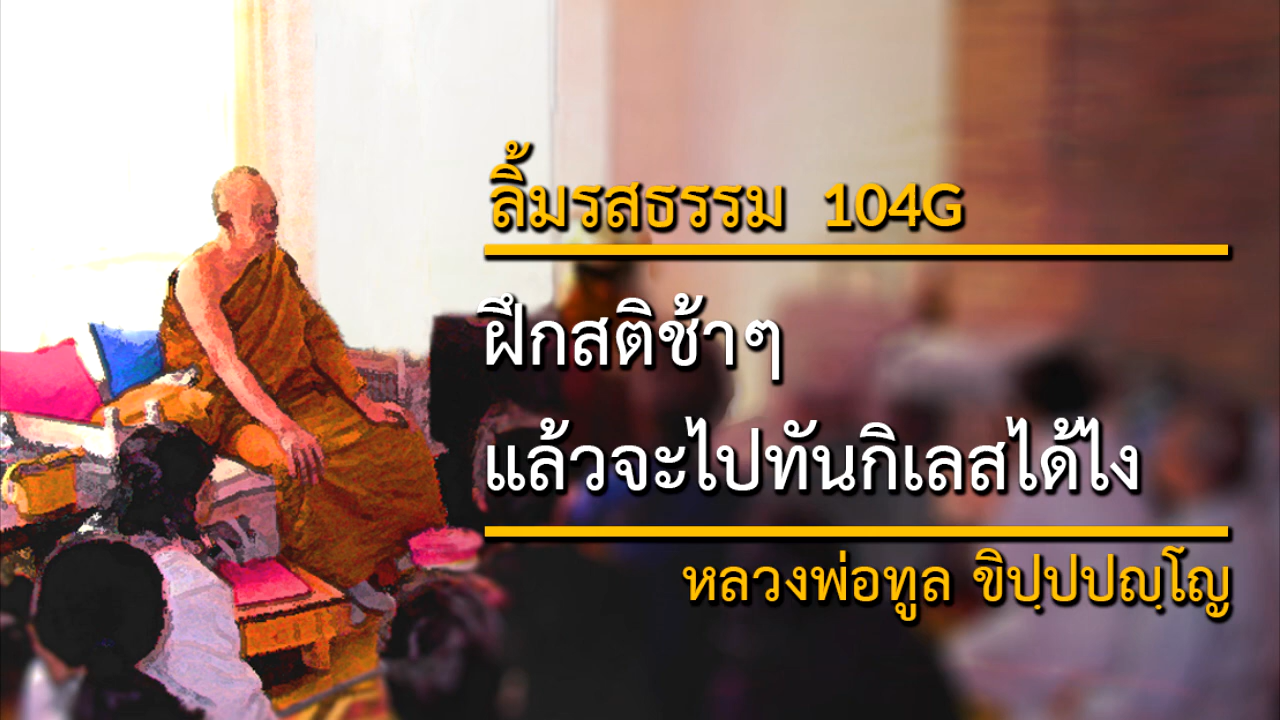 ลิ้มรสธรรม 104G
ฝึกสติช้าๆ
แล้วจะไปทันกิเลสได้ไง
หลวงพ่อทูล ขิปฺปปญฺโญ